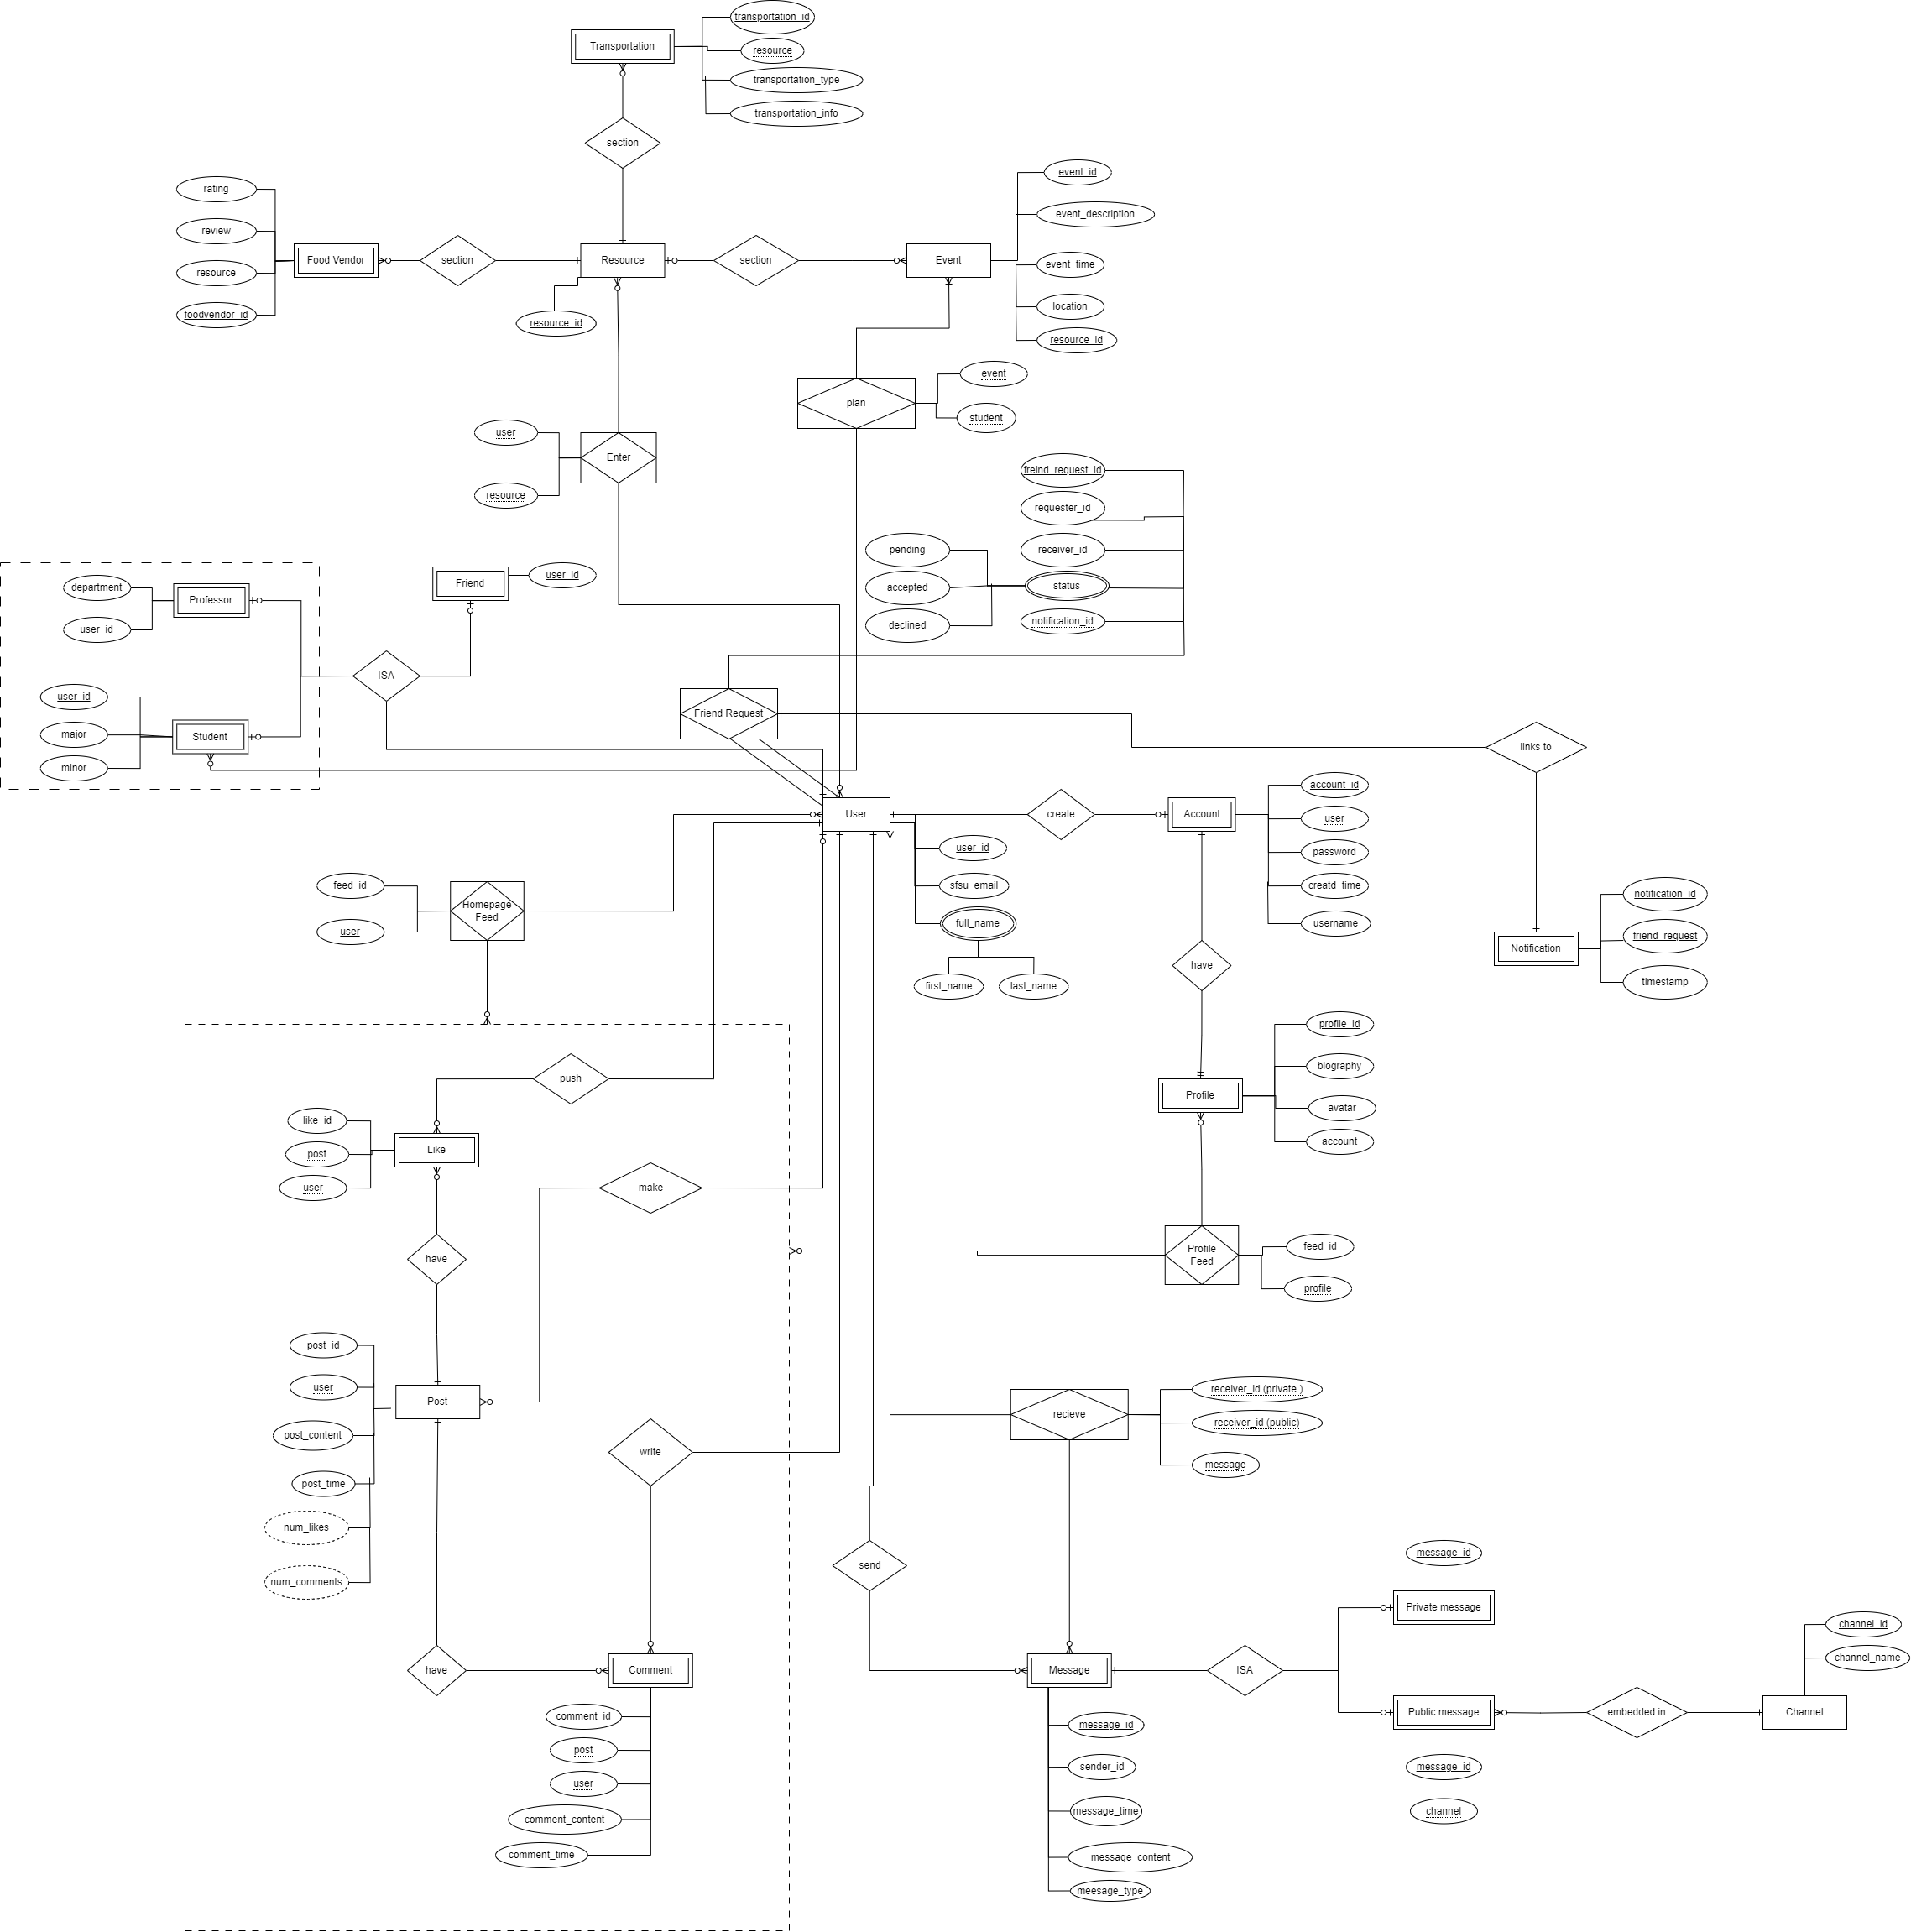 transportation_id
Transportation
resource
transportation_type
transportation_info
section
event_id
rating
event_description
review
Food Vendor
section
Resource
section
Event
event_time
resource
location
foodvendor_id
resource_id
resource_id
event
plan
student
user
Enter
freind_request_id
resource
requester_id
pending
receiver_id
Friend
user_id
department
accepted
status
Professor
declined
notification_id
user_id
ISA
user_id
Friend Request
major
Student
links to
minor
account_id
User
create
Account
user
user_id
password
feed_id
sfsu_email
creatd_time
notification_id
Homepage
Feed
full_name
username
user
friend_request
Notification
have
first_name
last_name
timestamp
profile_id
push
biography
Profile
avatar
like_id
Like
post
account
user
make
have
Profile
Feed
feed_id
profile
post_id
user
receiver_id (private )
Post
recieve
receiver_id (public)
post_content
write
message
post_time
num_likes
message_id
send
num_comments
Private message
channel_id
channel_name
have
Comment
Message
ISA
Public message
embedded in
Channel
comment_id
message_id
post
sender_id
message_id
user
message_time
channel
comment_content
comment_time
message_content
meesage_type